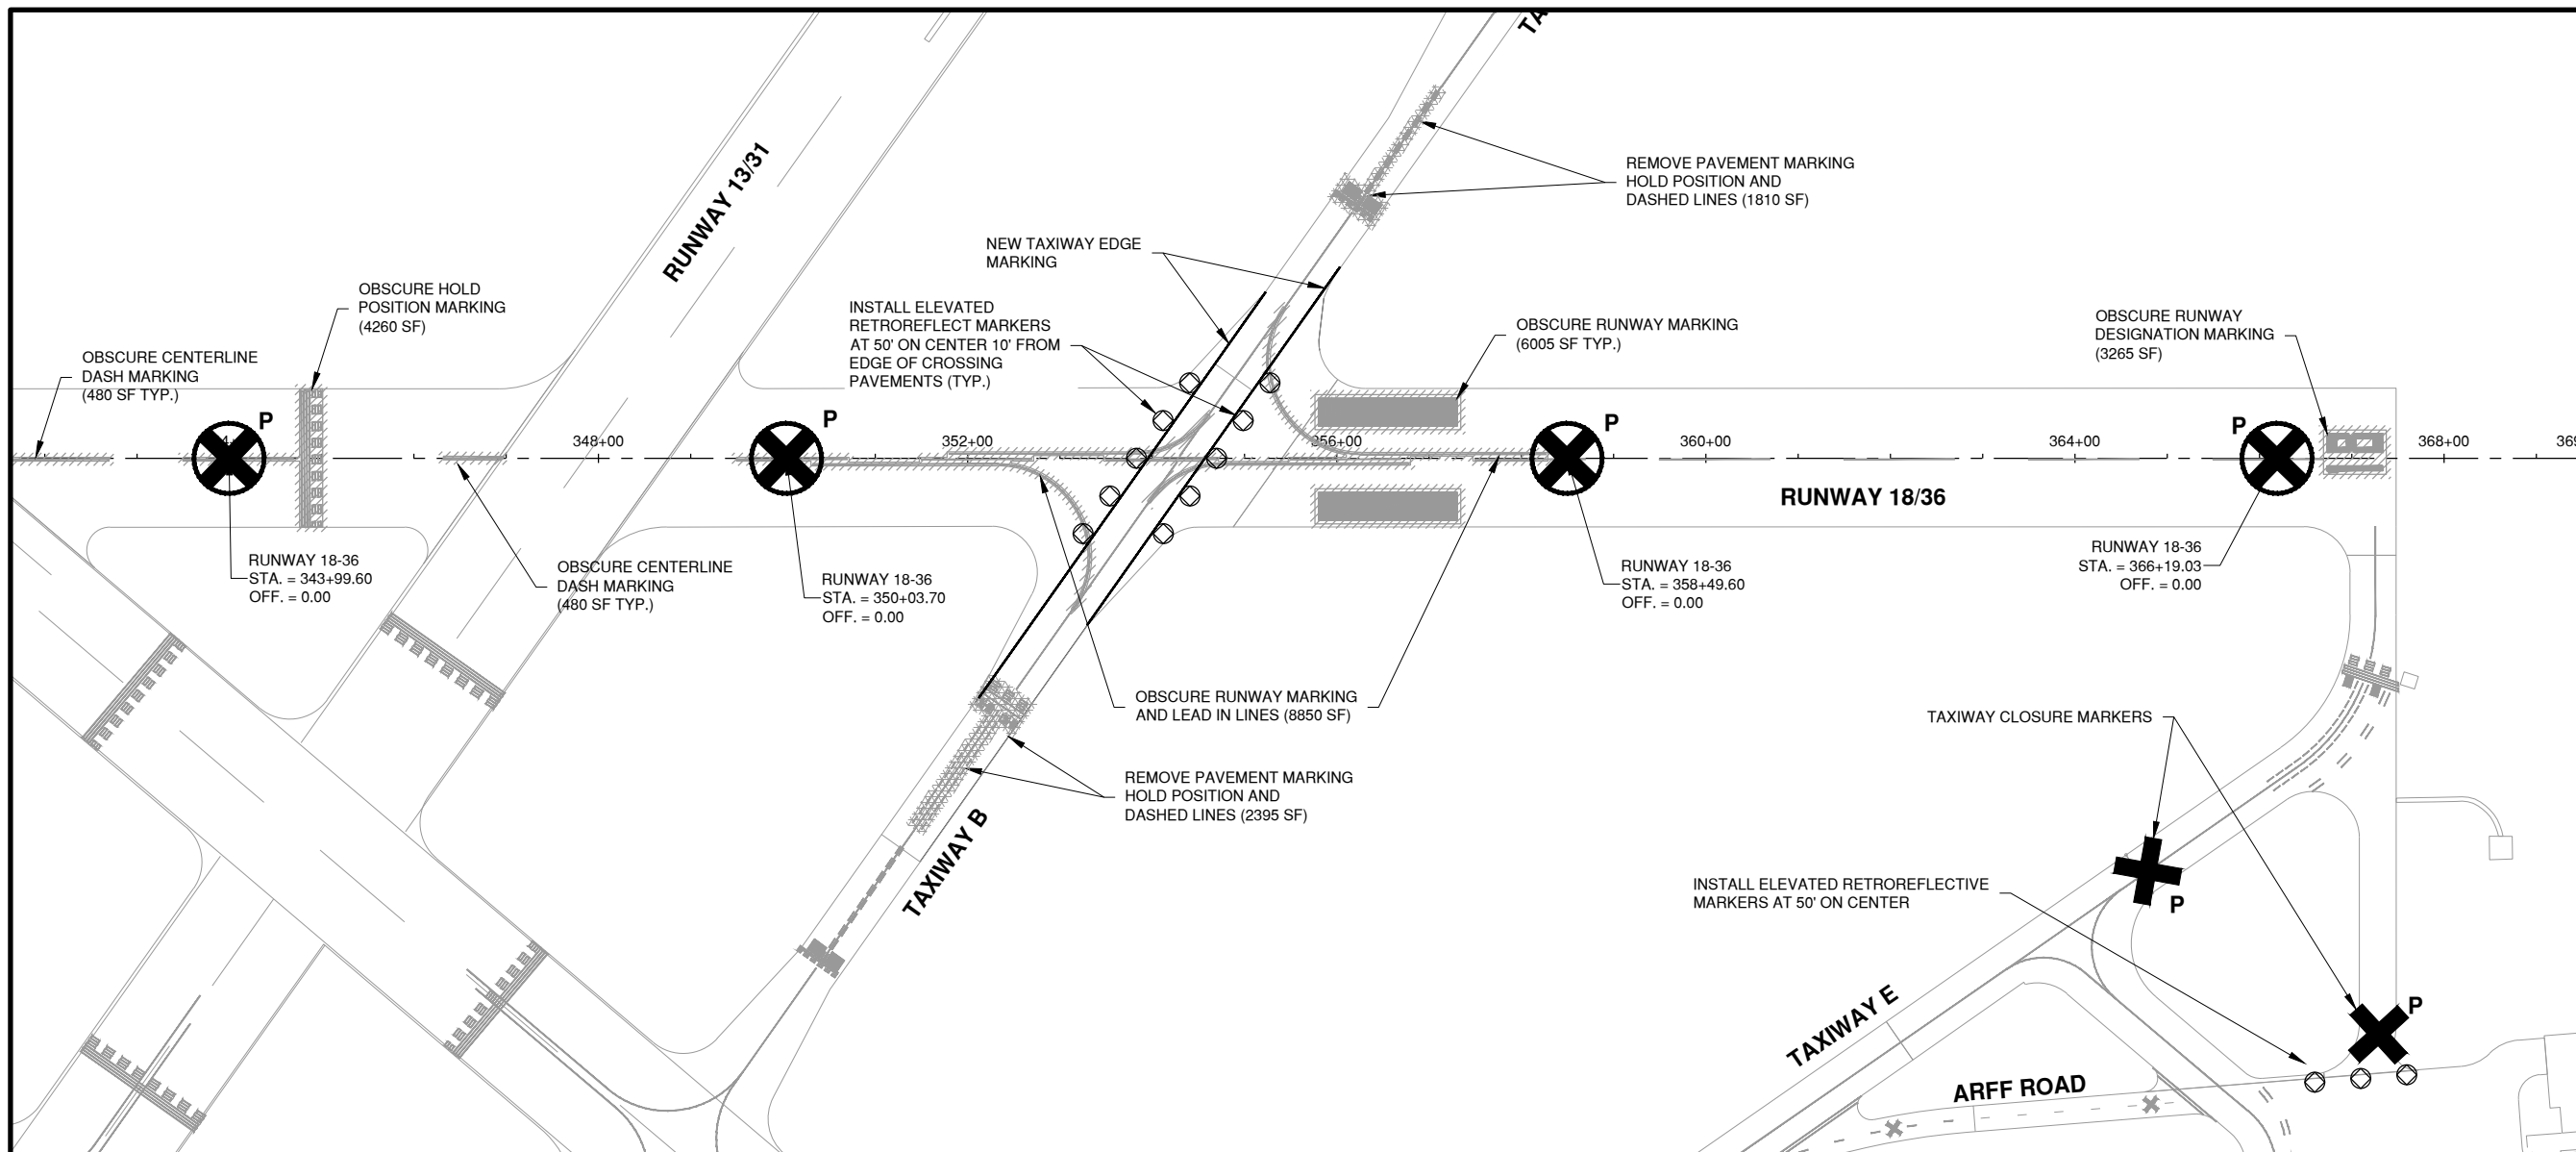 TA
RUNWAY 13/31
REMOVE PAVEMENT MARKING
HOLD POSITION AND
DASHED LINES (1810 SF)
NEW TAXIWAY EDGE
MARKING
OBSCURE HOLD
POSITION MARKING
(4260 SF)
INSTALL ELEVATED
RETROREFLECT MARKERS
AT 50' ON CENTER 10' FROM
EDGE OF CROSSING
PAVEMENTS (TYP.)
OBSCURE RUNWAY MARKING
(6005 SF TYP.)
OBSCURE RUNWAY
DESIGNATION MARKING
(3265 SF)
OBSCURE CENTERLINE
DASH MARKING
(480 SF TYP.)
P
P
P
P
348+00
352+00
356+00
360+00
364+00
368+00
369
RUNWAY 18/36
RUNWAY 18-36
STA. = 343+99.60
OFF. = 0.00
OBSCURE CENTERLINE
DASH MARKING
(480 SF TYP.)
RUNWAY 18-36
STA. = 350+03.70
OFF. = 0.00
RUNWAY 18-36
STA. = 358+49.60
OFF. = 0.00
RUNWAY 18-36
STA. = 366+19.03
OFF. = 0.00
OBSCURE RUNWAY MARKING
AND LEAD IN LINES (8850 SF)
TAXIWAY CLOSURE MARKERS
REMOVE PAVEMENT MARKING
HOLD POSITION AND
DASHED LINES (2395 SF)
TAXIWAY B
INSTALL ELEVATED RETROREFLECTIVE
MARKERS AT 50' ON CENTER
P
TAXIWAY E
P
ARFF ROAD